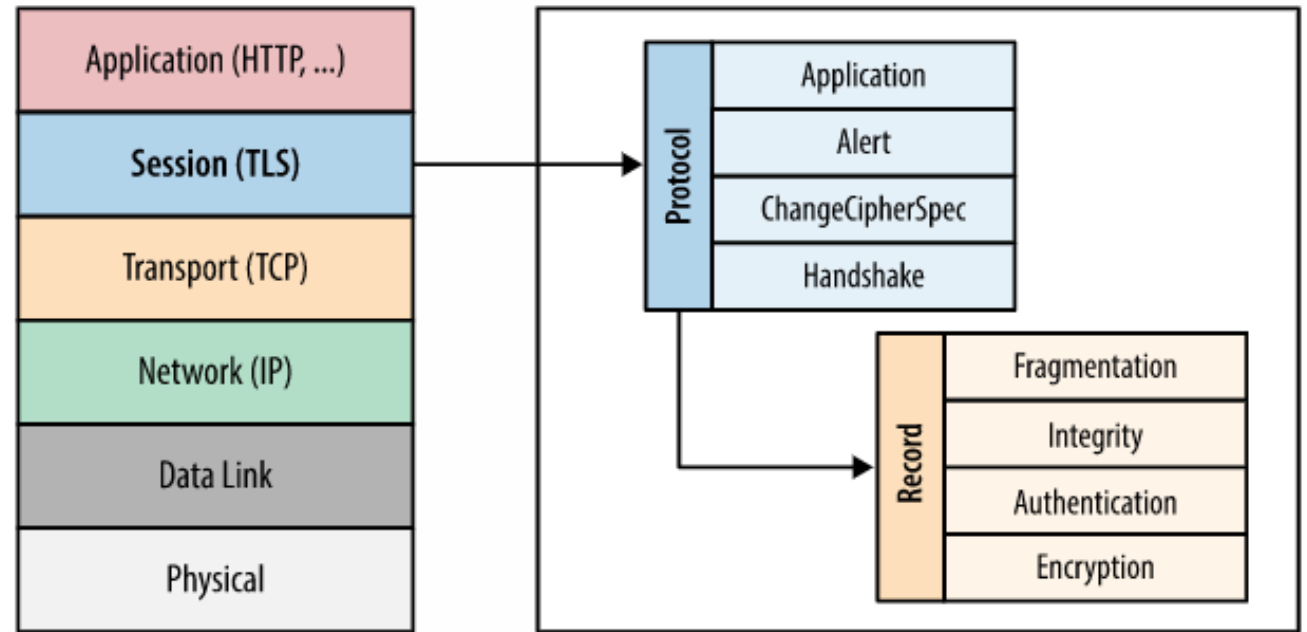 Application (HTTP, ...)
Session (TLS)
Transport (TCP)
Network (IP)
Data Link
Physical
Protocol
Application
Alert
ChangeCipherSpec
Handshake
Record
Fragmentation
Integrity
Authentication
Encryption